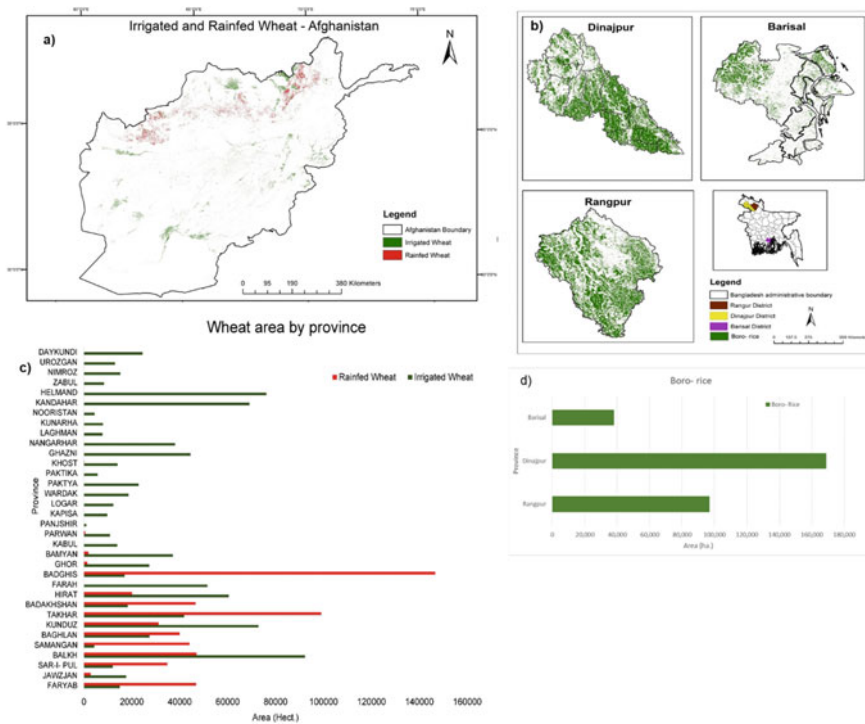 a)
Irrigated and Rainfed Wheat - Afghanistan
N
Legend
Afghanistan Boundary
Irrigated Wheat
Rainfed Wheat
0 95 190 380 Kilometers
b)
Dinajpur
Barisal
Rangpur
Legend
Bangladesh administrative boundary
Rangur District
Dinajpur District
Barisal District
Boro- rice
N
Wheat area by province
c)
Rainfed Wheat
Irrigated Wheat
Province
DAYKUNDI
UROZGAN
NIMROZ
ZABUL
HELMAND
KANDAHAR
NOORISTAN
KUNARHA
LAGHMAN
NANGARHAR
GHAZNI
KHOST
PAKTIKA
PAKTYA
WARDAK
LOGAR
KAPISA
PANJSHIR
PARWAN
KABUL
BAMYAN
GHOR
BADGHIS
FARAH
HIRAT
BADAKHSHAN
TAKHAR
KUNDUZ
BAGHLAN
SAMANGAN
BALKH
SAR-I- PUL
JAWZJAN
FARYAB
0 20000 40000 60000 80000 100000 120000 140000 160000
Area (Hect.)
d)
Boro- rice
Boro-Rice
Province
Barisal
Dinajpur
Rangpur
0 20,000 40,000 60,000 80,000 100,000 120,000 140,000 160,000 180,000
Area (ha.)